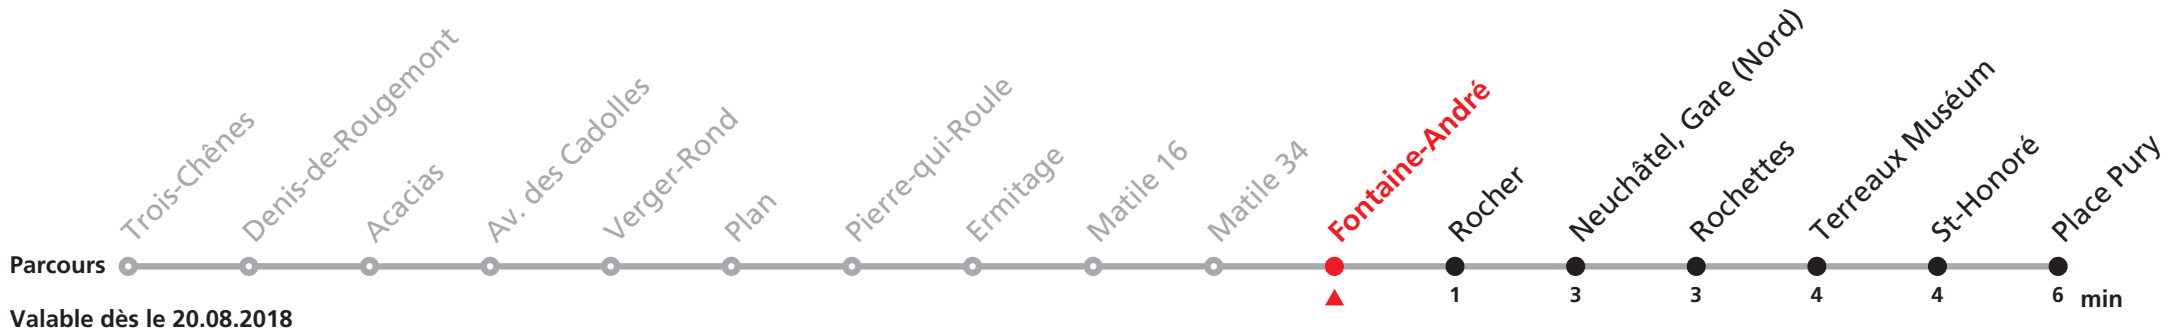 Trois-Chênes
Denis-de-Rougemont
Acacias
Av. des Cadolles
Verger-Rond
Plan
Pierre-qui-Roule
Ermitage
Matile 16
Matile 34
Fontaine-André
Rocher
Neuchâtel, Gare (Nord)
Rochettes
Terreaux Muséum
St-Honoré
Place Pury
Parcours
1 3 3 4 4 6 min
Valable dès le 20.08.2018